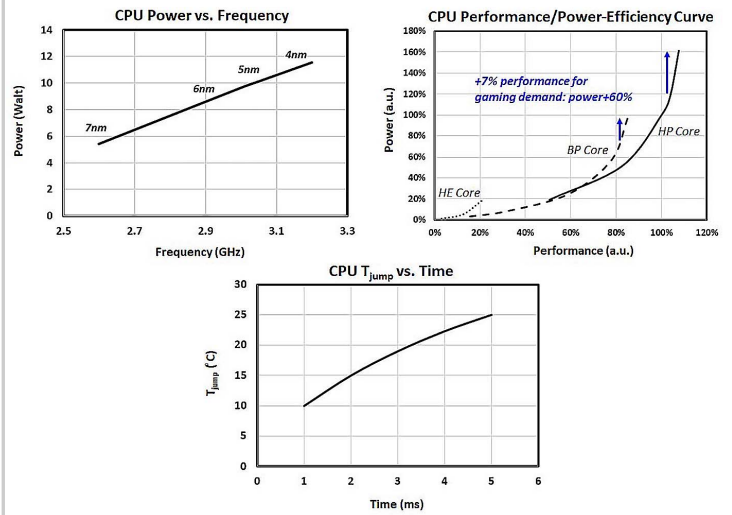 CPU Power vs. Frequency
14
12
10
8
6
4
2
0
Power (Walt)
7nm
6nm
5nm
4nm
2.5 2.7 2.9 3.1 3.3
Frequency (GHz)
CPU Performance/Power-Efficiency Curve
180%
160%
140%
120%
100%
80%
60%
40%
20%
0%
Power (a.u.)
+7% performance for
gaming demand: power+60%
HP Core
BP Core
HE Core
0% 20% 40% 60% 80% 100% 120%
Performance (a.u.)
CPU Tjump vs. Time
30
25
20
15
10
5
0
Tjump (°C)
0 1 2 3 4 5 6
Time (ms)